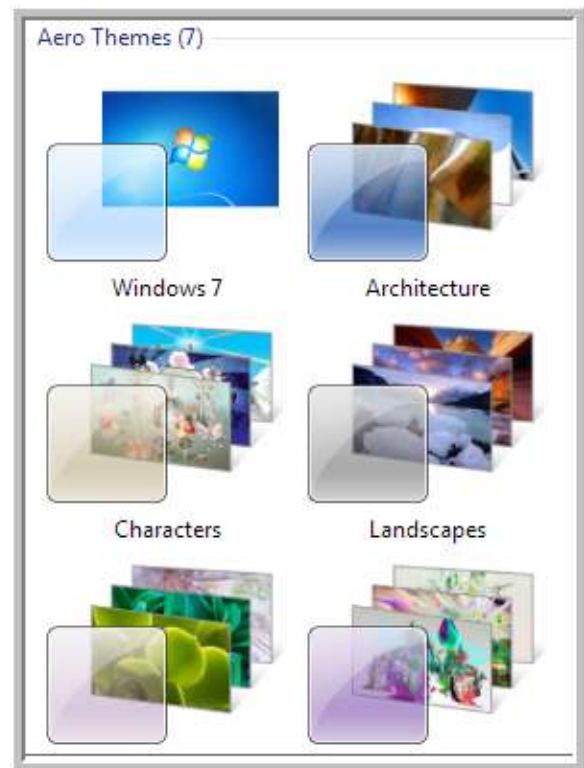 Aero Themes (7)
Windows 7
Architecture
Characters
Landscapes